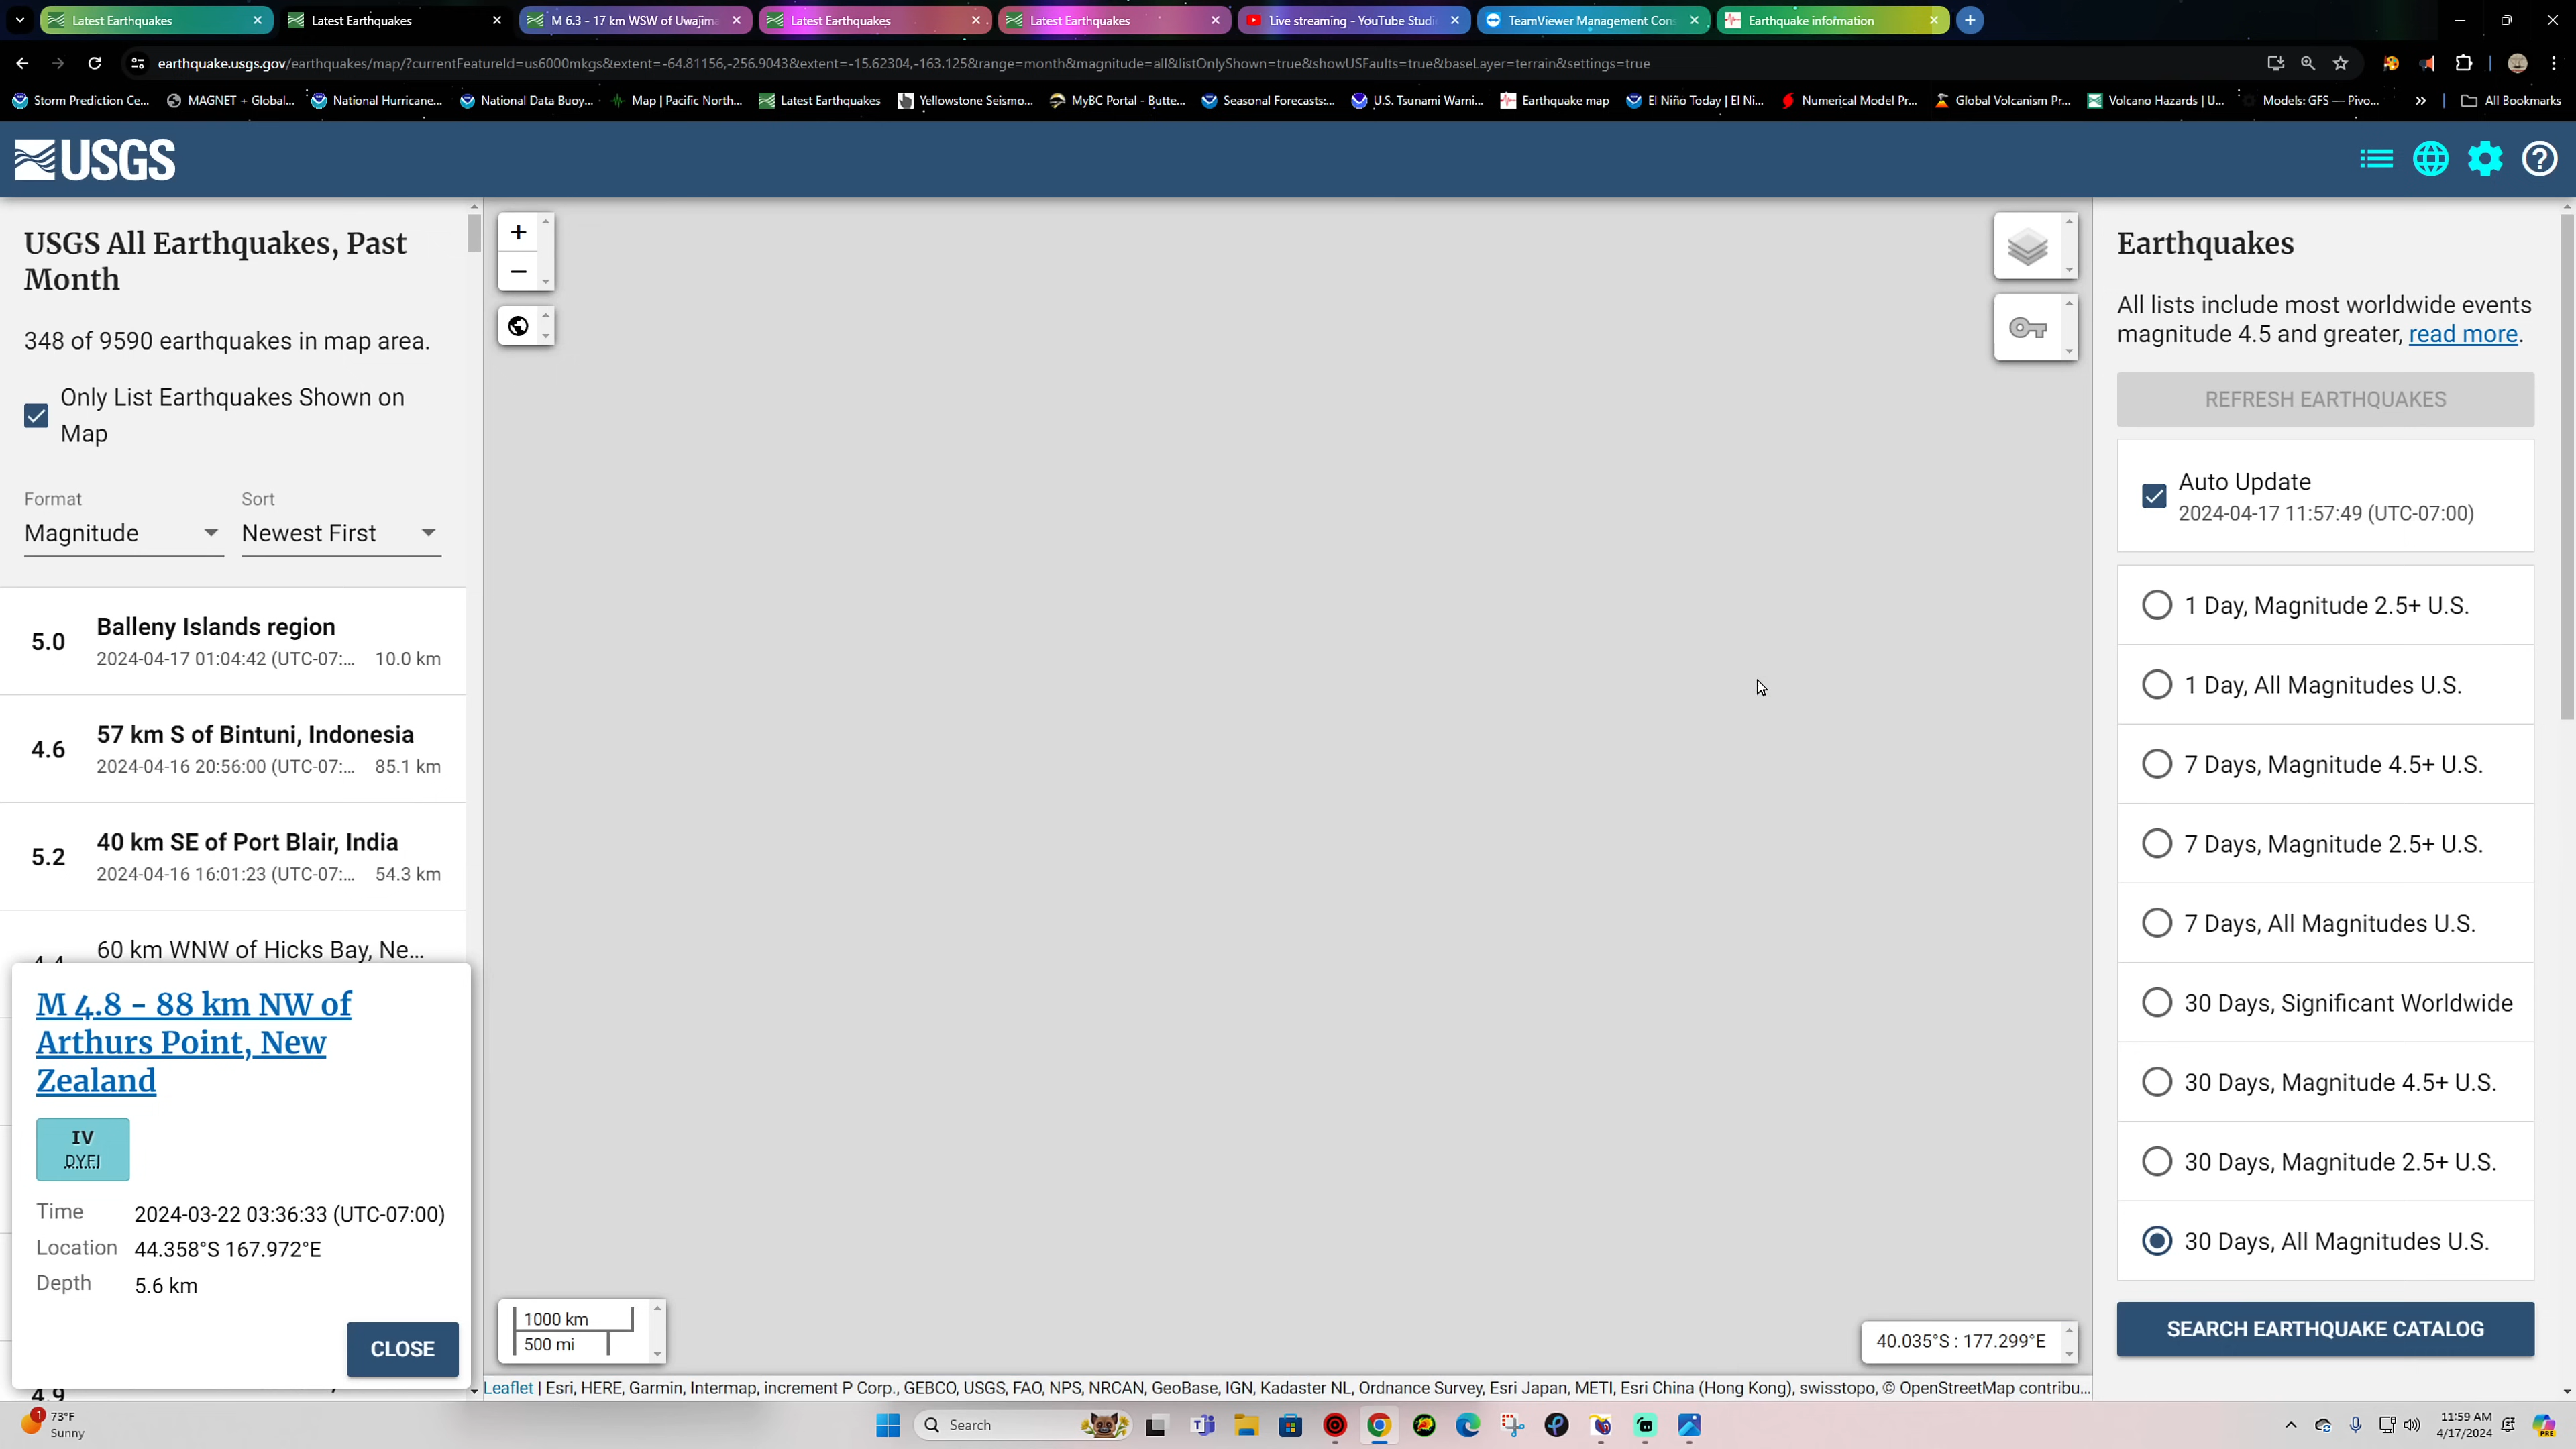 Latest Earthquakes
Latest Earthquakes
M 6.3 - 17 km WSW of Uwajima
Latest Earthquakes
Latest Earthquakes
Live streaming - YouTube Studi
TeamViewer Management Cons
Earthquake information
earthquake.usgs.gov/earthquakes/map/?currentFeatureId=us6000mkgs&extent=-64.81156,-256.9043&extent=-15.62304,-163.125&range=month&magnitude=all&listOnlyShown=true&showUSFaults=true&baseLayer=terrain&settings=true
Storm Prediction Ce...
MAGNET + Global...
National Hurricane...
National Data Buoy...
Map | Pacific North...
Latest Earthquakes
Yellowstone Seismo...
MyBC Portal - Butte...
Seasonal Forecasts:...
U.S. Tsunami Warni...
Earthquake map
El Niño Today | El Ni...
Numerical Model Pr...
Global Volcanism Pr...
Volcano Hazards | U...
Models: GFS — Pivo...
All Bookmarks
USGS
USGS All Earthquakes, Past
Month
348 of 9590 earthquakes in map area.
Only List Earthquakes Shown on
Map
Format
Sort
Magnitude
Newest First
5.0
Balleny Islands region
2024-04-17 01:04:42 (UTC-07:...
10.0 km
4.6
57 km S of Bintuni, Indonesia
2024-04-16 20:56:00 (UTC-07:...
85.1 km
5.2
40 km SE of Port Blair, India
2024-04-16 16:01:23 (UTC-07:...
54.3 km
60 km WNW of Hicks Bay, Ne...
M 4.8 - 88 km NW of
Arthurs Point, New
Zealand
IV
DYFI
Time 2024-03-22 03:36:33 (UTC-07:00)
Location 44.358°S 167.972°E
Depth 5.6 km
CLOSE
4.9
+
−
1000 km
500 mi
40.035°S : 177.299°E
Leaflet | Esri, HERE, Garmin, Intermap, increment P Corp., GEBCO, USGS, FAO, NPS, NRCAN, GeoBase, IGN, Kadaster NL, Ordnance Survey, Esri Japan, METI, Esri China (Hong Kong), swisstopo, © OpenStreetMap contribu...
Earthquakes
All lists include most worldwide events
magnitude 4.5 and greater, read more.
REFRESH EARTHQUAKES
Auto Update
2024-04-17 11:57:49 (UTC-07:00)
1 Day, Magnitude 2.5+ U.S.
1 Day, All Magnitudes U.S.
7 Days, Magnitude 4.5+ U.S.
7 Days, Magnitude 2.5+ U.S.
7 Days, All Magnitudes U.S.
30 Days, Significant Worldwide
30 Days, Magnitude 4.5+ U.S.
30 Days, Magnitude 2.5+ U.S.
30 Days, All Magnitudes U.S.
SEARCH EARTHQUAKE CATALOG
1
73°F
Sunny
Search
11:59 AM
4/17/2024
PRE